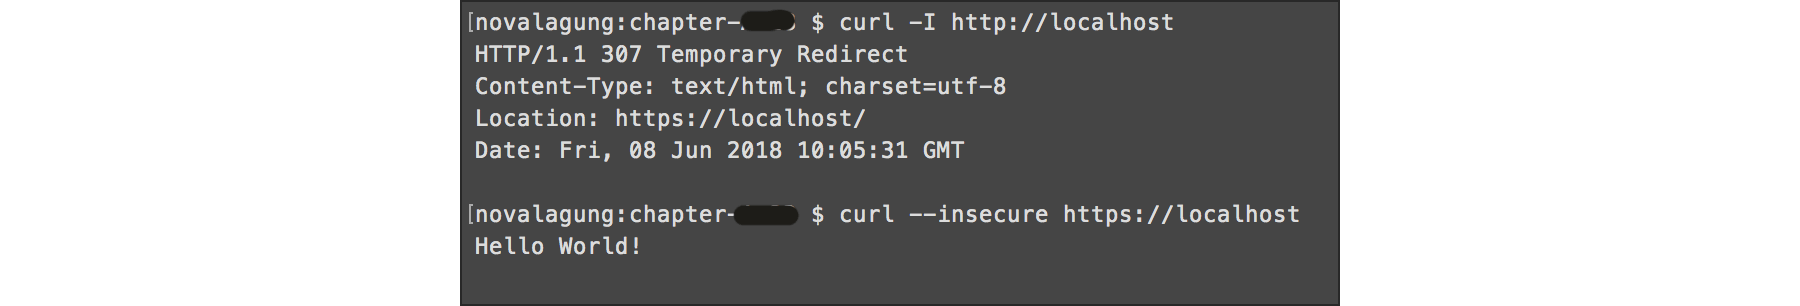 [novalagung:chapter- $ curl -I http://localhost
HTTP/1.1 307 Temporary Redirect
Content-Type: text/html; charset=utf-8
Location: https://localhost/
Date: Fri, 08 Jun 2018 10:05:31 GMT
[novalagung:chapter- $ curl --insecure https://localhost
Hello World!